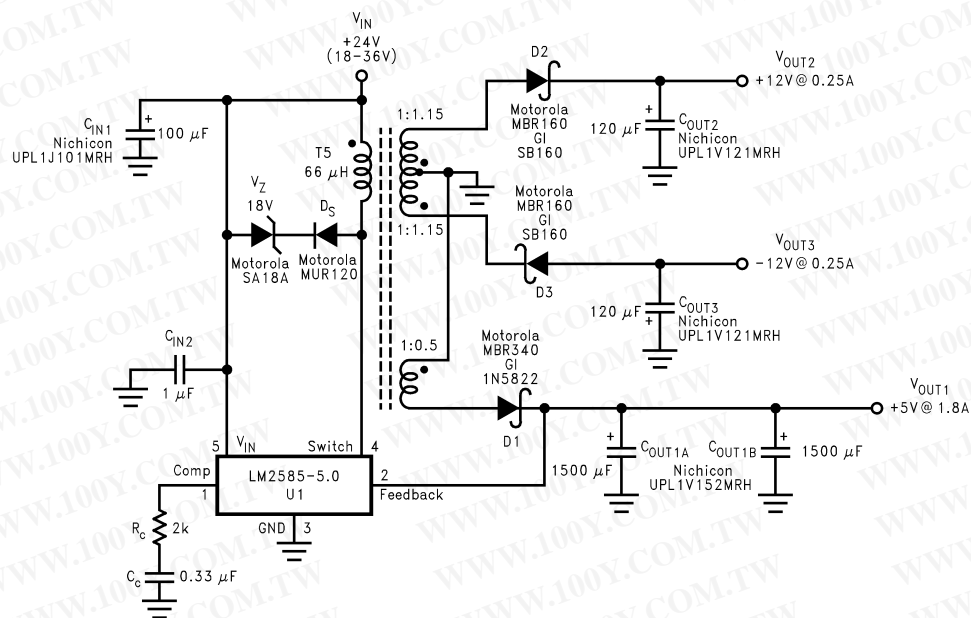 V_IN
+24V
(18-36V)
C_IN1
Nichicon
UPL1J101MRH
+
100 μF
T5
66 μH
1:1.15
1:1.15
D2
Motorola
MBR160
GI
SB160
V_OUT2
+12V@ 0.25A
+
120 μF
C_OUT2
Nichicon
UPL1V121MRH
V_Z
18V
Motorola
SA18A
D_S
Motorola
MUR120
Motorola
MBR160
GI
SB160
D3
V_OUT3
-12V@ 0.25A
120 μF
+
C_OUT3
Nichicon
UPL1V121MRH
C_IN2
1 μF
1:0.5
Motorola
MBR340
GI
1N5822
D1
V_OUT1
+5V@ 1.8A
+
1500 μF
C_OUT1A
C_OUT1B
Nichicon
UPL1V152MRH
+
1500 μF
5
V_IN
Switch
4
Comp
1
LM2585-5.0
U1
2
Feedback
GND
3
R_c
2k
C_c
0.33 μF
WWW.100Y.COM.TW